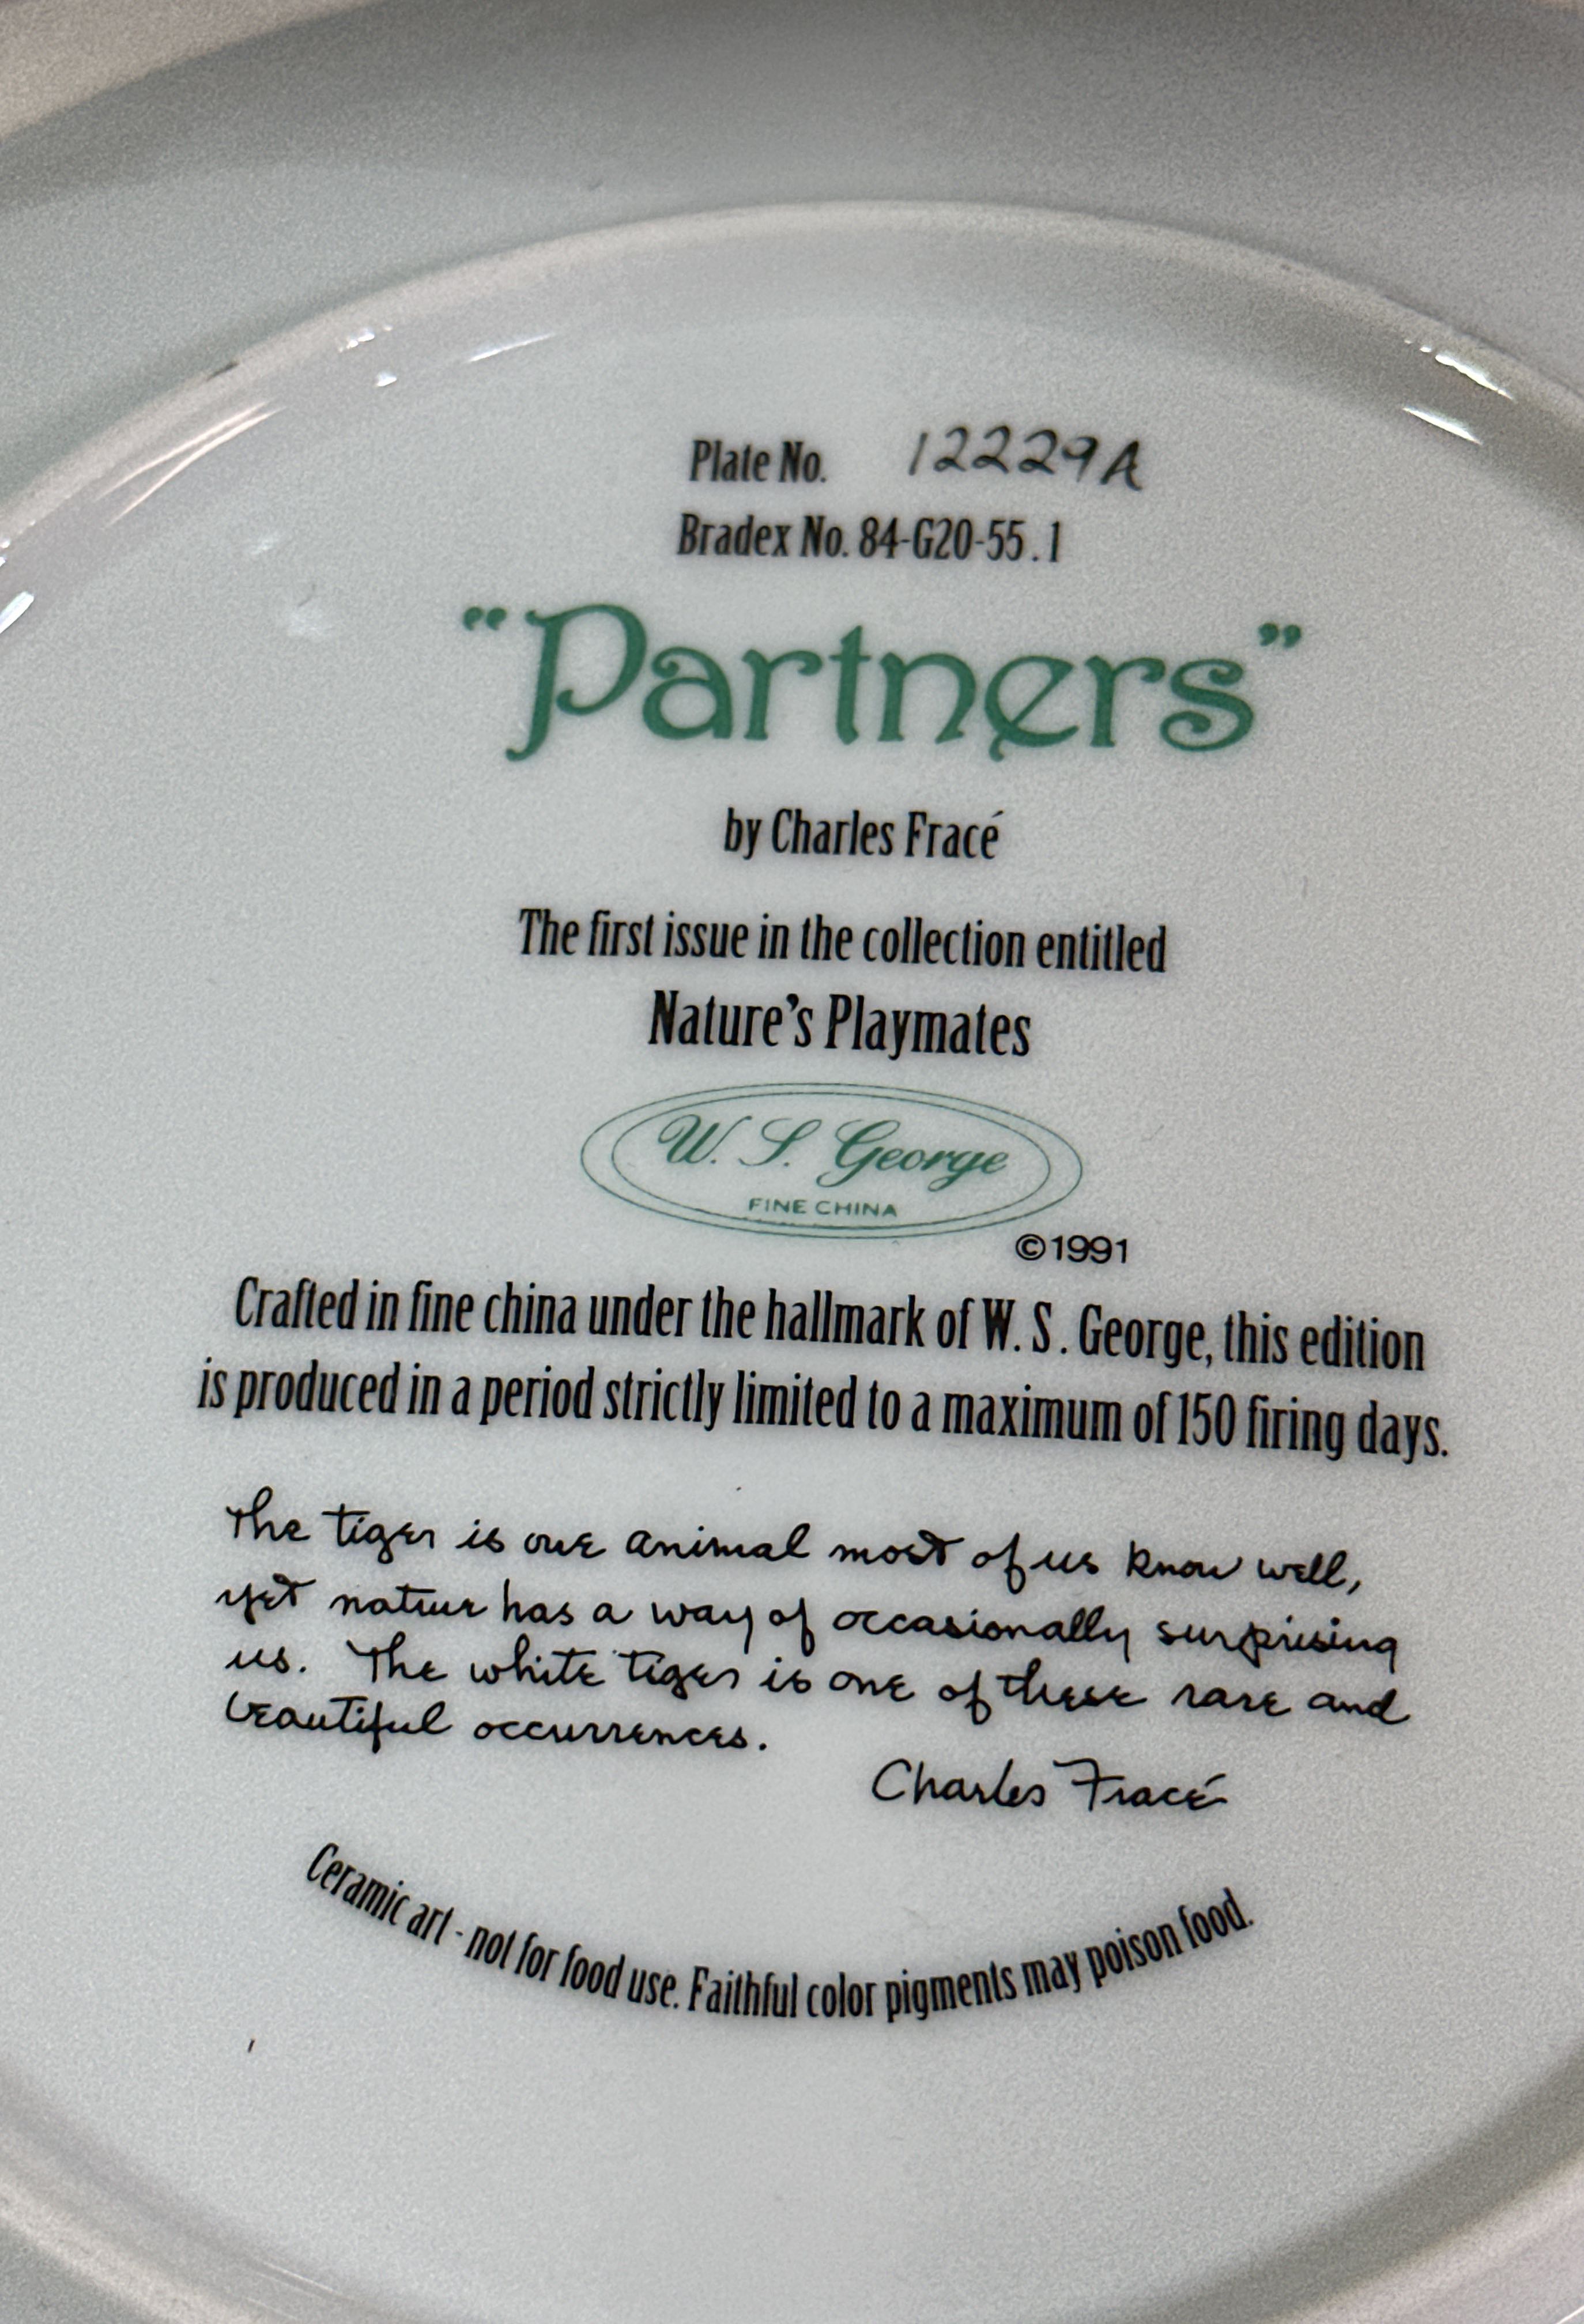 Plate No. 12229A
Bradex No. 84-G20-55.1
"Partners"
by Charles Fracé
The first issue in the collection entitled
Nature's Playmates
W. S. George
FINE CHINA
©1991
Crafted in fine china under the hallmark of W. S. George, this edition
is produced in a period strictly limited to a maximum of 150 firing days.
The tiger is one animal most of us know well,
yet nature has a way of occasionally surprising
us. The white tiger is one of these rare and
beautiful occurrences.
Charles Fracé
Ceramic art - not for food use. Faithful color pigments may poison food.